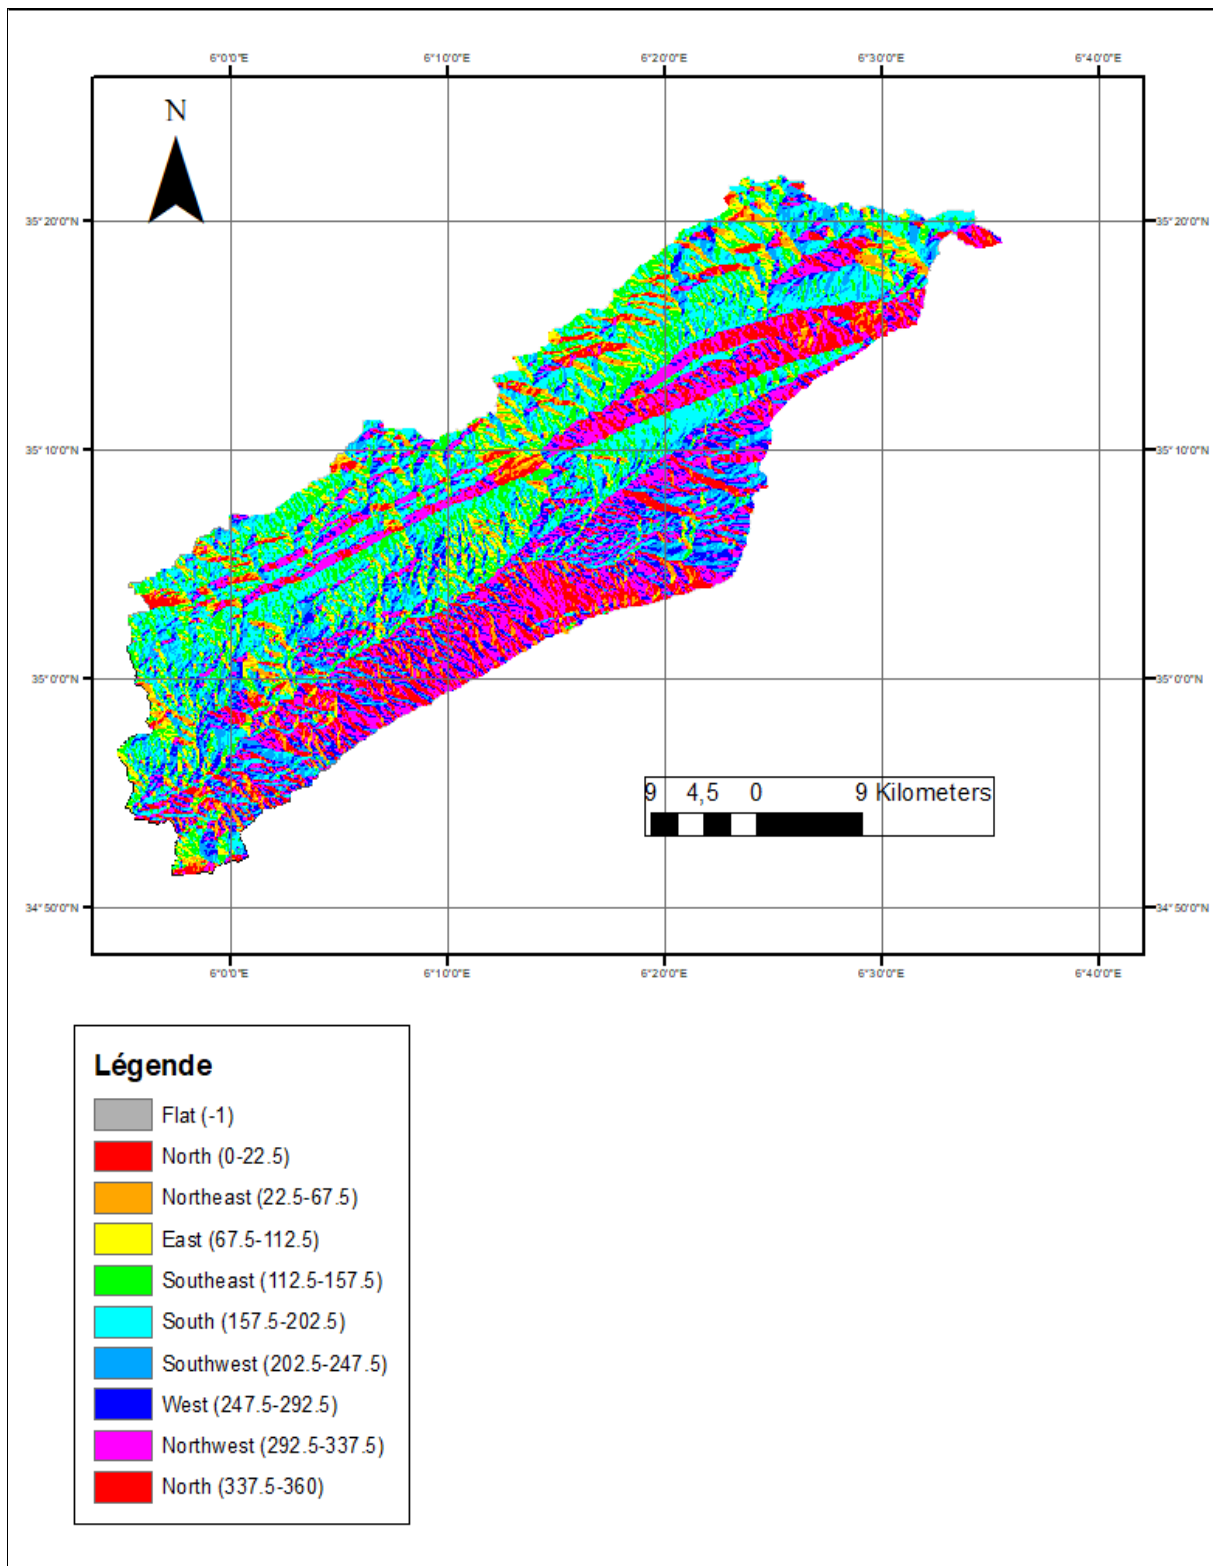 6°0'0"E 6°10'0"E 6°20'0"E 6°30'0"E 6°40'0"E
N
35°20'0"N 35°20'0"N
35°10'0"N 35°10'0"N
35°0'0"N 35°0'0"N
9 4,5 0 9 Kilometers
34°50'0"N 34°50'0"N
6°0'0"E 6°10'0"E 6°20'0"E 6°30'0"E 6°40'0"E
Légende
Flat (-1)
North (0-22.5)
Northeast (22.5-67.5)
East (67.5-112.5)
Southeast (112.5-157.5)
South (157.5-202.5)
Southwest (202.5-247.5)
West (247.5-292.5)
Northwest (292.5-337.5)
North (337.5-360)